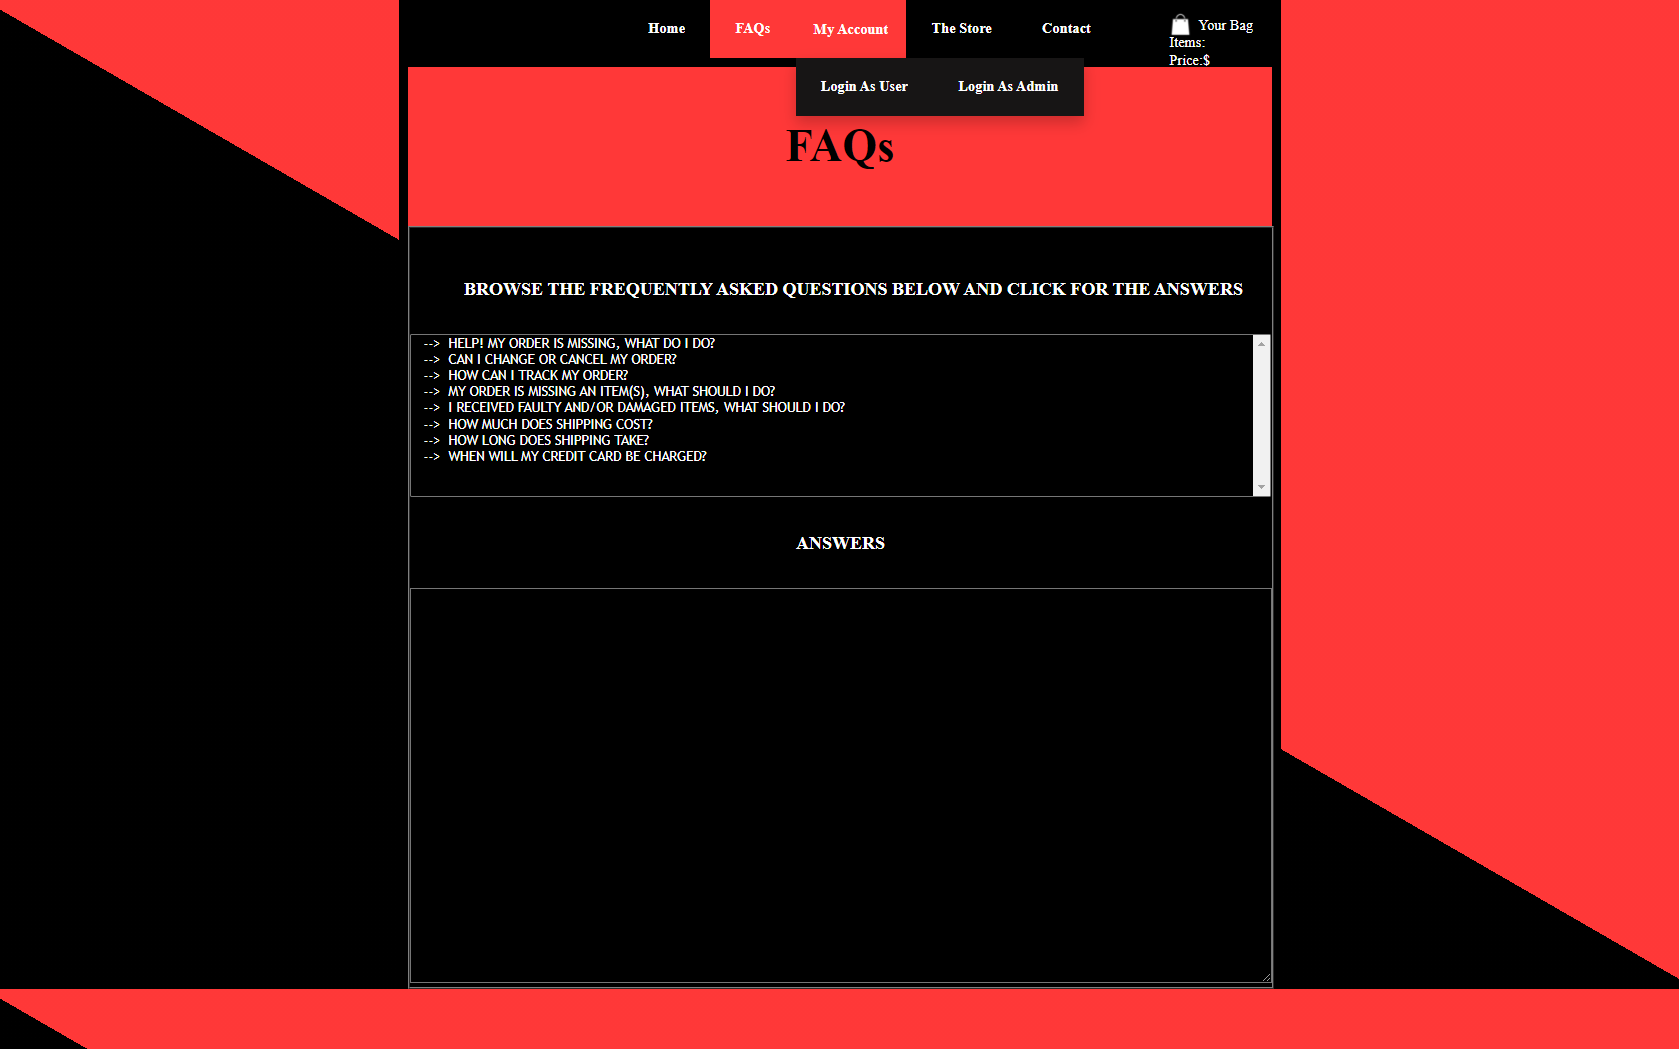 Home FAQs My Account The Store Contact Your Bag
Items:
Price:$
Login As User Login As Admin
FAQs
BROWSE THE FREQUENTLY ASKED QUESTIONS BELOW AND CLICK FOR THE ANSWERS
--> HELP! MY ORDER IS MISSING, WHAT DO I DO?
--> CAN I CHANGE OR CANCEL MY ORDER?
--> HOW CAN I TRACK MY ORDER?
--> MY ORDER IS MISSING AN ITEM(S), WHAT SHOULD I DO?
--> I RECEIVED FAULTY AND/OR DAMAGED ITEMS, WHAT SHOULD I DO?
--> HOW MUCH DOES SHIPPING COST?
--> HOW LONG DOES SHIPPING TAKE?
--> WHEN WILL MY CREDIT CARD BE CHARGED?
ANSWERS